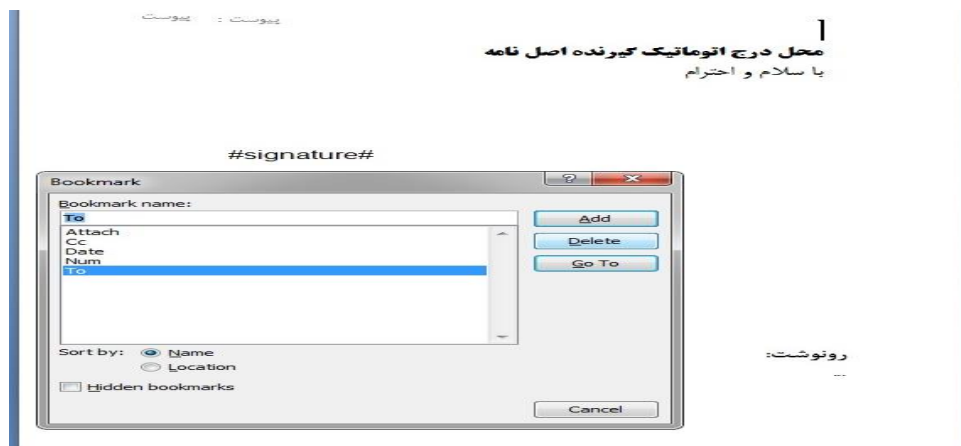 پیوست : پیوست
[
محل درج اتوماتیک گیرنده اصل نامه
با سلام و احترام
#signature#
Bookmark
Bookmark name:
To
Add
Attach
Cc
Date
Num
To
Delete
Go To
Sort by: Name
Location
Hidden bookmarks
Cancel
رونوشت:
...